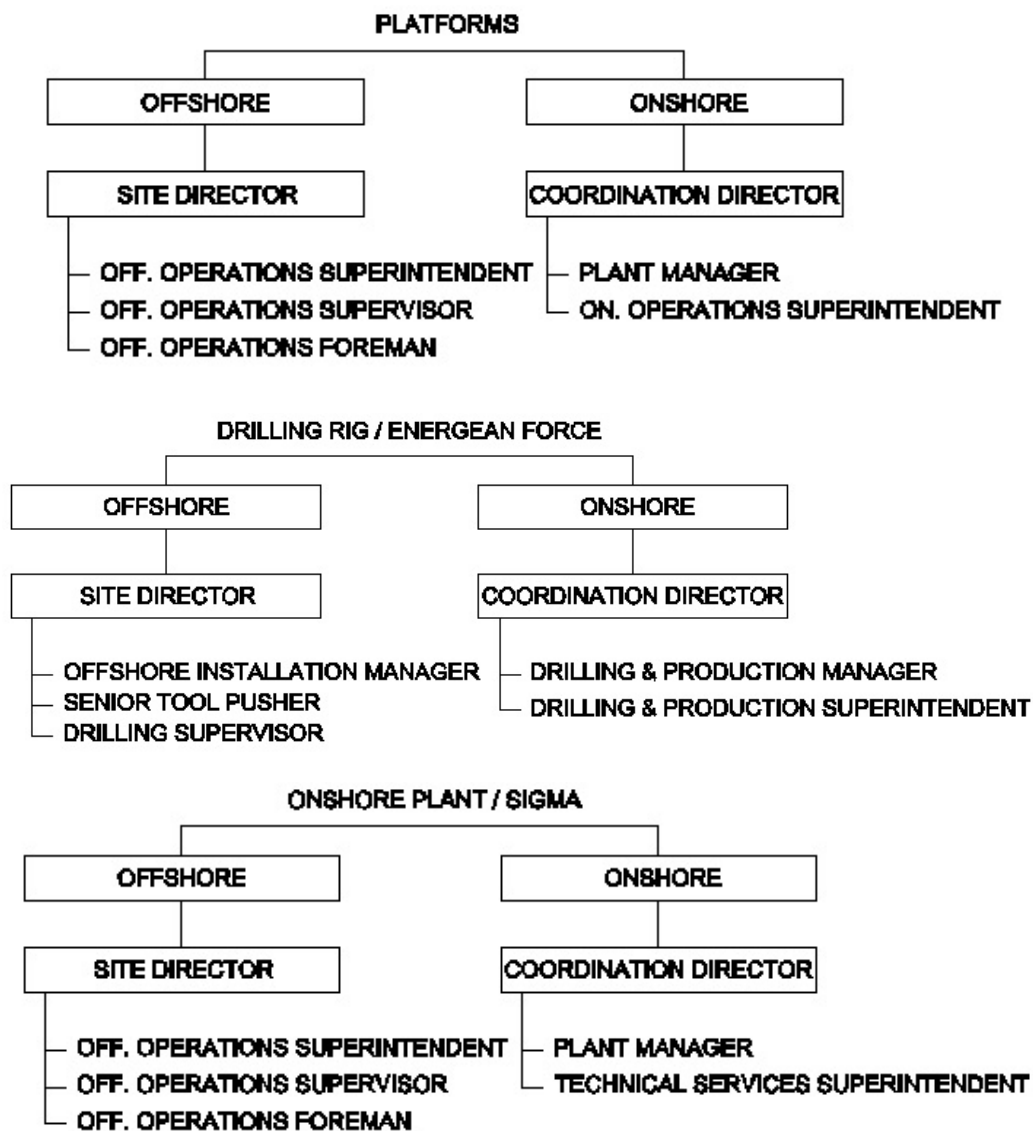 PLATFORMS
OFFSHORE
ONSHORE
SITE DIRECTOR
COORDINATION DIRECTOR
OFF. OPERATIONS SUPERINTENDENT
OFF. OPERATIONS SUPERVISOR
OFF. OPERATIONS FOREMAN
PLANT MANAGER
ON. OPERATIONS SUPERINTENDENT
DRILLING RIG / ENERGEAN FORCE
OFFSHORE
ONSHORE
SITE DIRECTOR
COORDINATION DIRECTOR
OFFSHORE INSTALLATION MANAGER
SENIOR TOOL PUSHER
DRILLING SUPERVISOR
DRILLING & PRODUCTION MANAGER
DRILLING & PRODUCTION SUPERINTENDENT
ONSHORE PLANT / SIGMA
OFFSHORE
ONSHORE
SITE DIRECTOR
COORDINATION DIRECTOR
OFF. OPERATIONS SUPERINTENDENT
OFF. OPERATIONS SUPERVISOR
OFF. OPERATIONS FOREMAN
PLANT MANAGER
TECHNICAL SERVICES SUPERINTENDENT